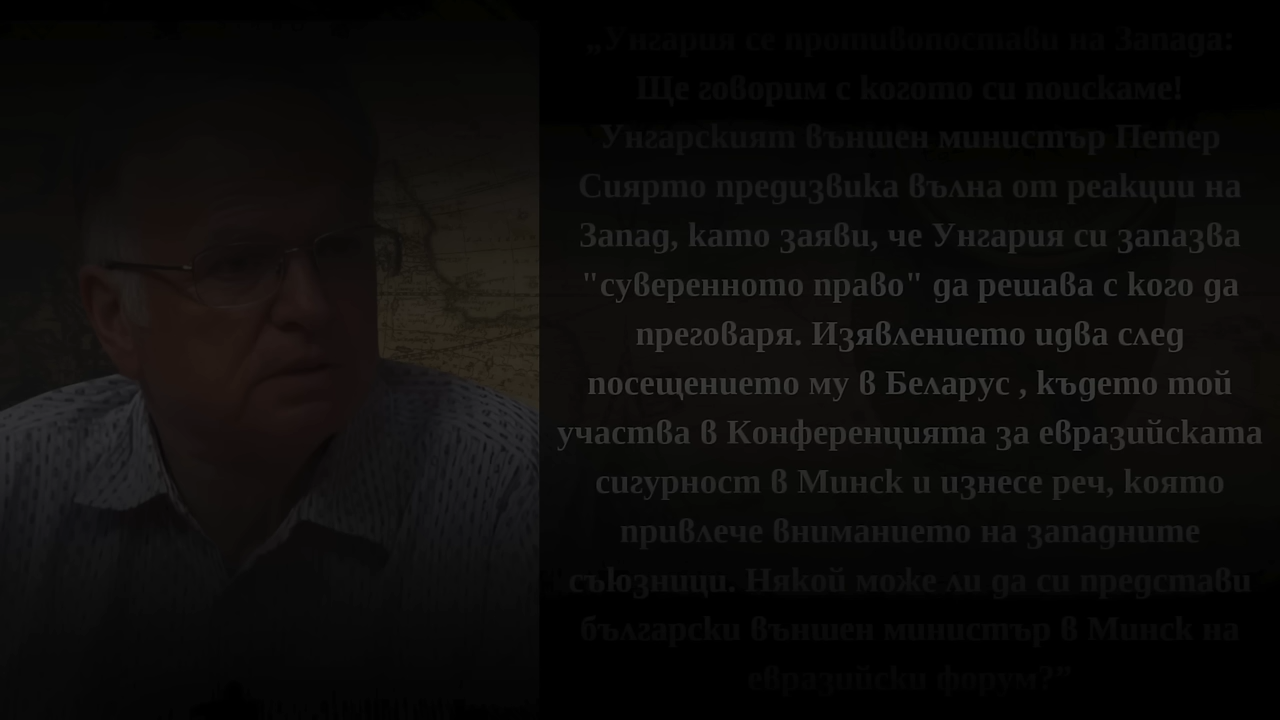 „Унгария се противопостави на Запада:
Ще говорим с когото си поискаме!
Унгарският външен министър Петер
Сиярто предизвика вълна от реакции на
Запад, като заяви, че Унгария си запазва
"суверенното право" да решава с кого да
преговаря. Изявлението идва след
посещението му в Беларус , където той
участва в Конференцията за евразийската
сигурност в Минск и изнесе реч, която
привлече вниманието на западните
съюзници. Някой може ли да си представи
български външен министър в Минск на
евразийски форум?”